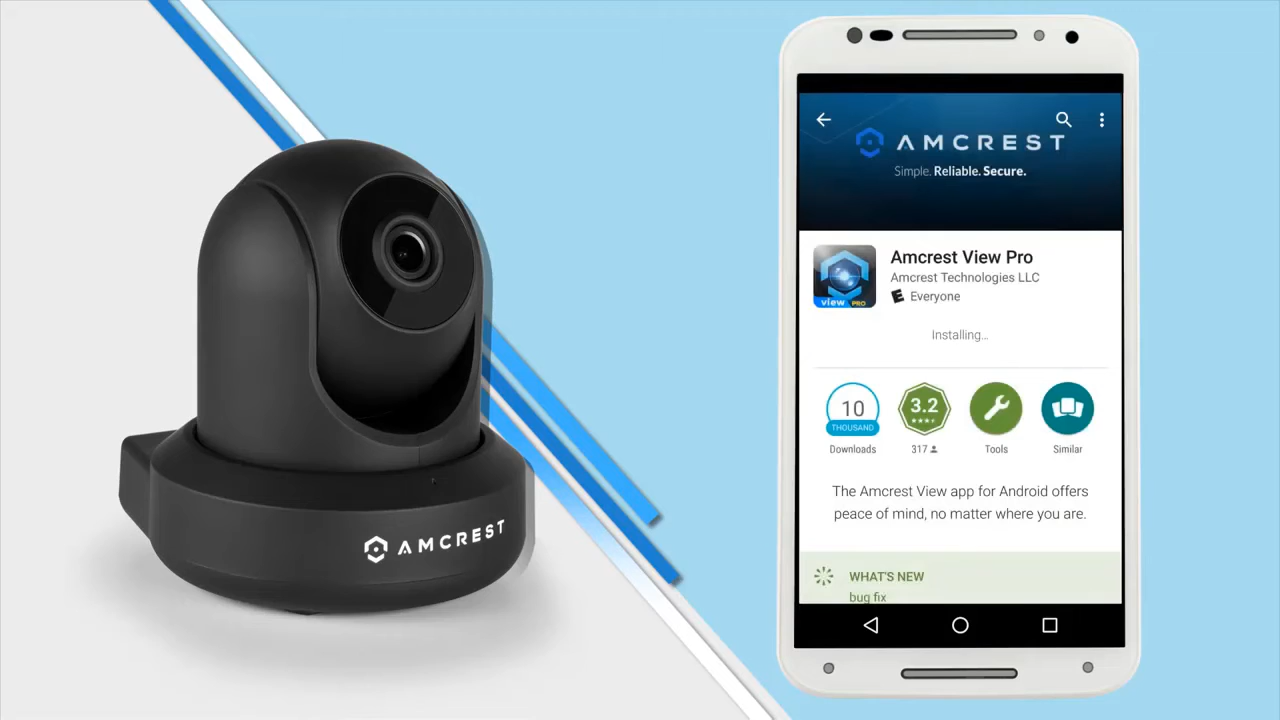 AMCREST
AMCREST
Simple. Reliable. Secure.
view PRO
Amcrest View Pro
Amcrest Technologies LLC
E Everyone
Installing...
10
THOUSAND
3.2
Downloads
317
Tools
Similar
The Amcrest View app for Android offers
peace of mind, no matter where you are.
WHAT'S NEW
bug fix